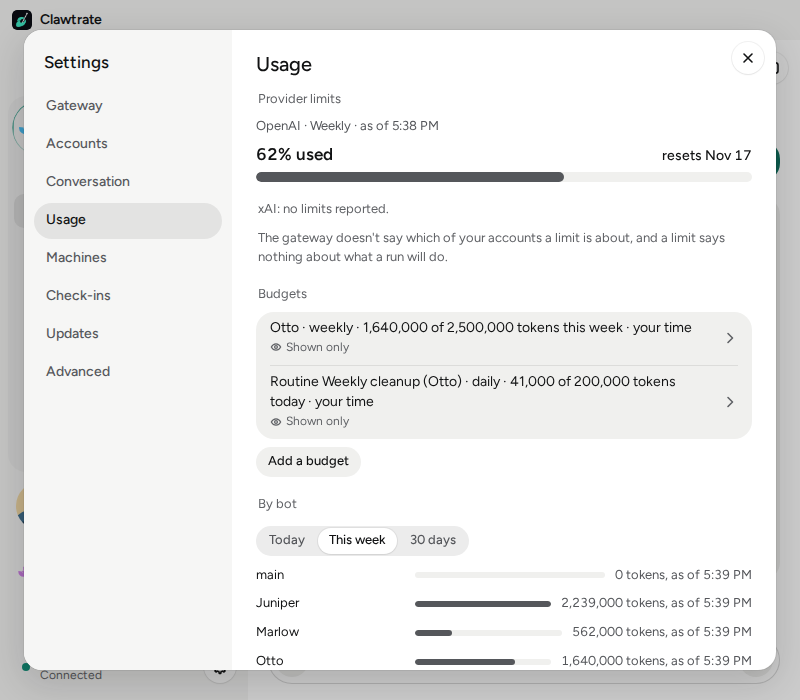 Clawtrate
Settings
Gateway
Accounts
Conversation
Usage
Machines
Check-ins
Updates
Advanced
Connected
Usage
Provider limits
OpenAI · Weekly · as of 5:38 PM
62% used
resets Nov 17
xAI: no limits reported.
The gateway doesn't say which of your accounts a limit is about, and a limit says
nothing about what a run will do.
Budgets
Otto · weekly · 1,640,000 of 2,500,000 tokens this week · your time
Shown only
Routine Weekly cleanup (Otto) · daily · 41,000 of 200,000 tokens
today · your time
Shown only
Add a budget
By bot
Today This week 30 days
main 0 tokens, as of 5:39 PM
Juniper 2,239,000 tokens, as of 5:39 PM
Marlow 562,000 tokens, as of 5:39 PM
Otto 1,640,000 tokens, as of 5:39 PM